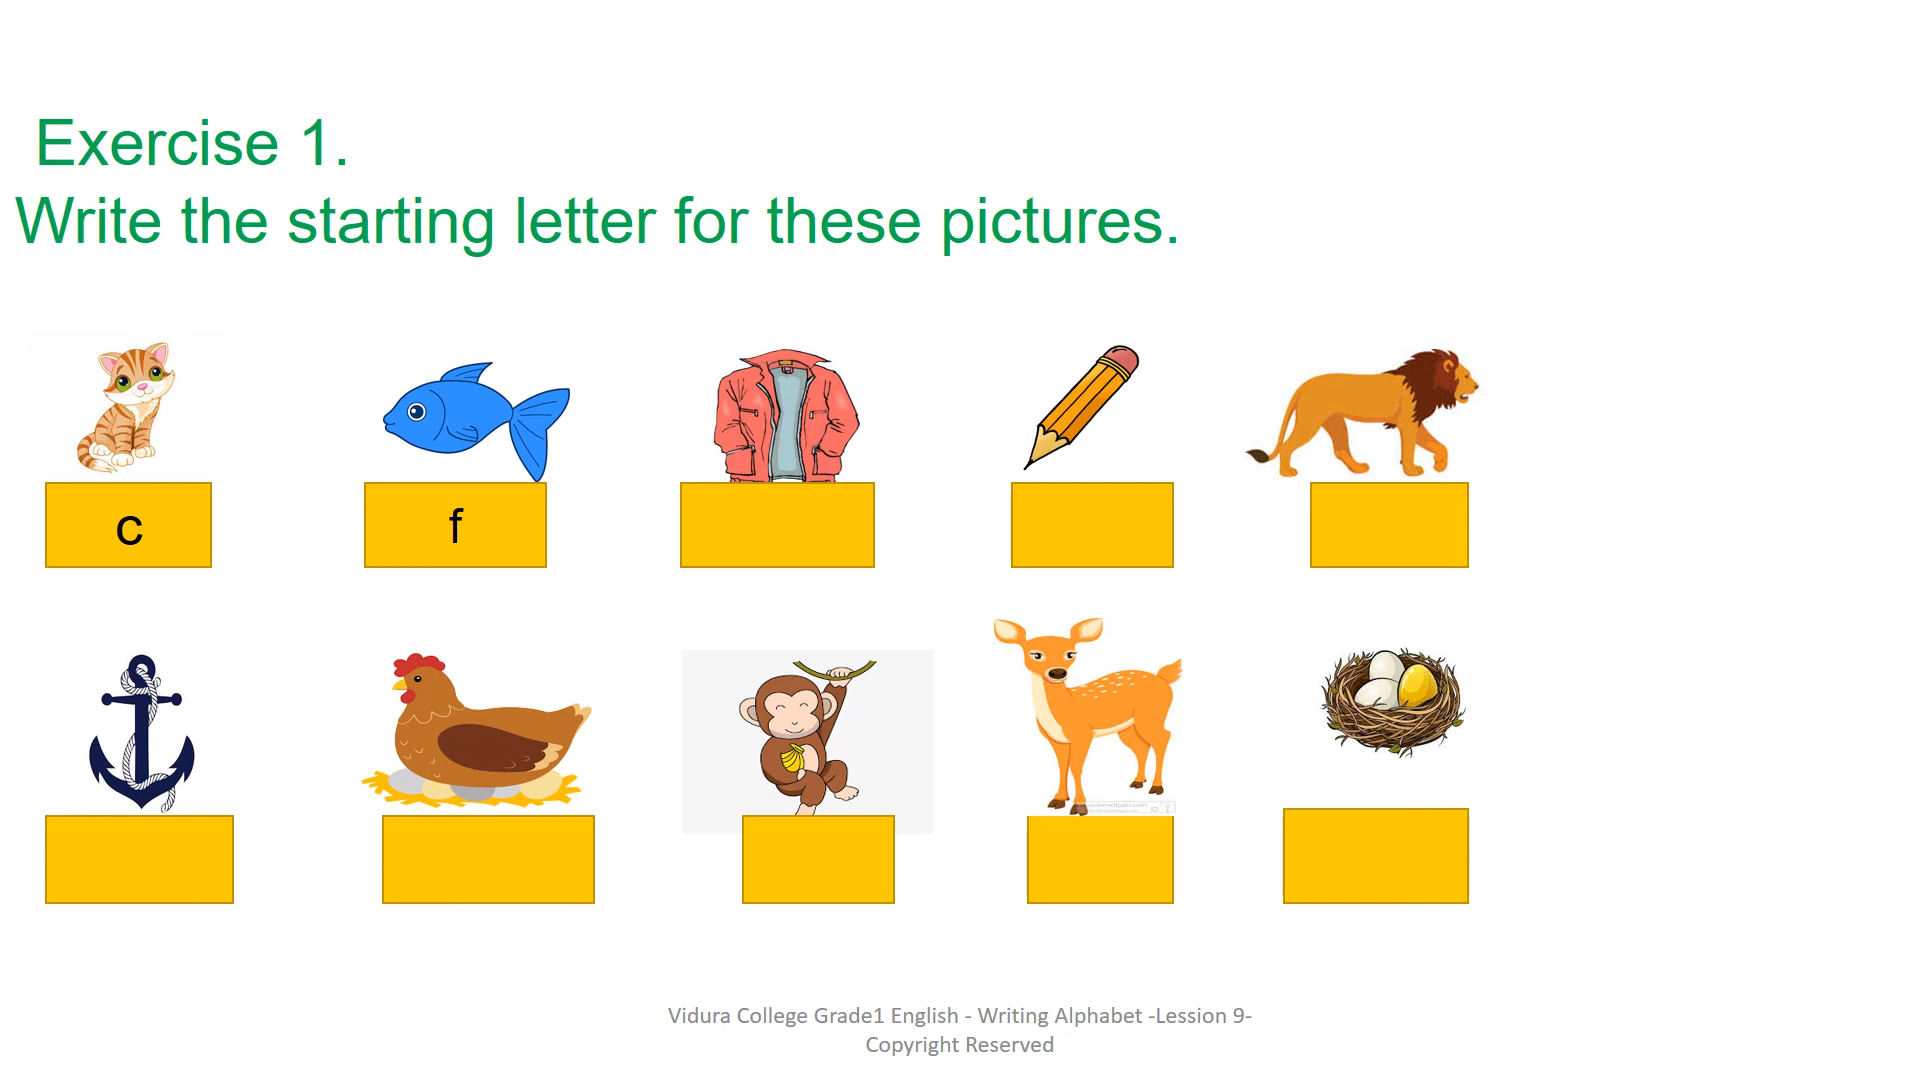 Exercise 1.
Write the starting letter for these pictures.
c
f
Vidura College Grade1 English - Writing Alphabet -Lession 9-
Copyright Reserved